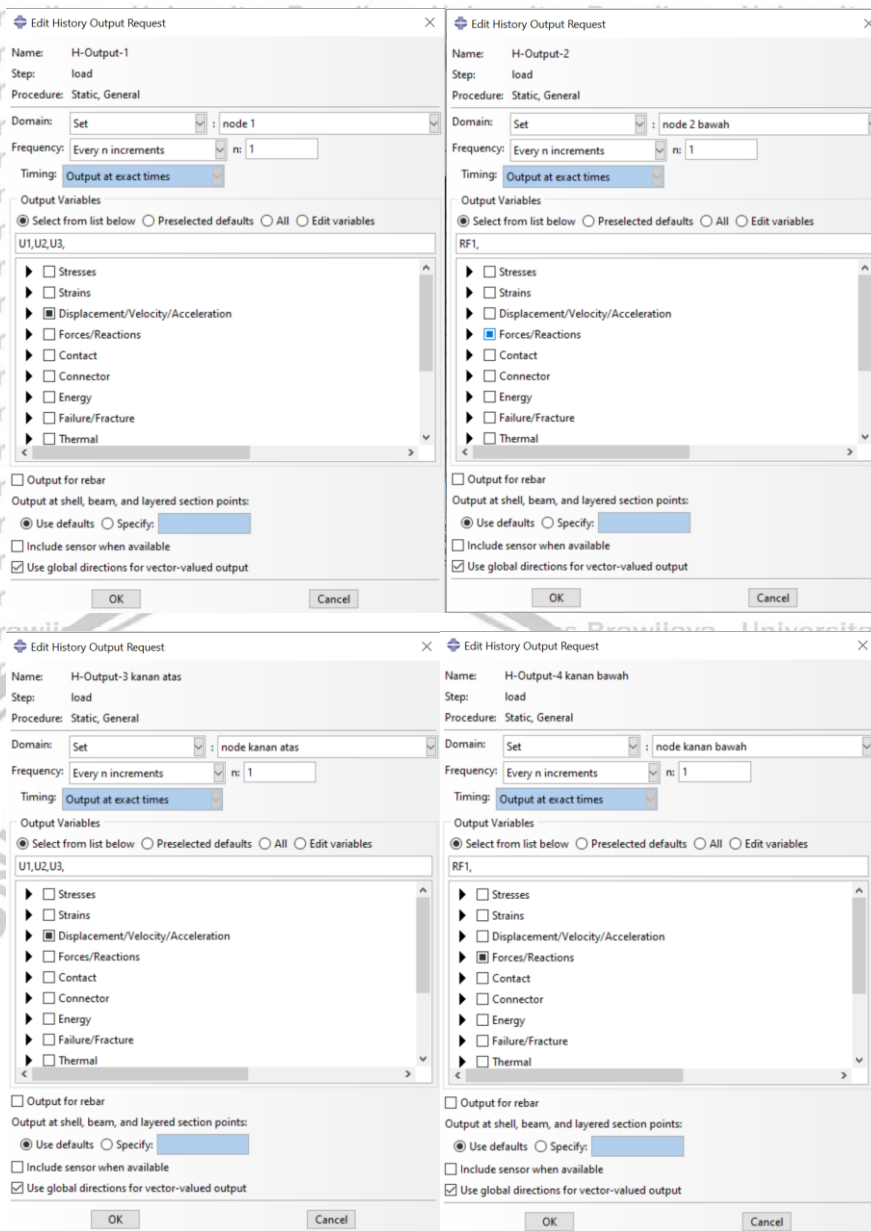 Edit History Output Request
Name: H-Output-1
Step: load
Procedure: Static, General
Domain: Set : node 1
Frequency: Every n increments n: 1
Timing: Output at exact times
Output Variables
Select from list below Preselected defaults All Edit variables
U1,U2,U3,
Stresses
Strains
Displacement/Velocity/Acceleration
Forces/Reactions
Contact
Connector
Energy
Failure/Fracture
Thermal
Output for rebar
Output at shell, beam, and layered section points:
Use defaults Specify:
Include sensor when available
Use global directions for vector-valued output
OK Cancel
Edit History Output Request
Name: H-Output-2
Step: load
Procedure: Static, General
Domain: Set : node 2 bawah
Frequency: Every n increments n: 1
Timing: Output at exact times
Output Variables
Select from list below Preselected defaults All Edit variables
RF1,
Stresses
Strains
Displacement/Velocity/Acceleration
Forces/Reactions
Contact
Connector
Energy
Failure/Fracture
Thermal
Output for rebar
Output at shell, beam, and layered section points:
Use defaults Specify:
Include sensor when available
Use global directions for vector-valued output
OK Cancel
Edit History Output Request
Name: H-Output-3 kanan atas
Step: load
Procedure: Static, General
Domain: Set : node kanan atas
Frequency: Every n increments n: 1
Timing: Output at exact times
Output Variables
Select from list below Preselected defaults All Edit variables
U1,U2,U3,
Stresses
Strains
Displacement/Velocity/Acceleration
Forces/Reactions
Contact
Connector
Energy
Failure/Fracture
Thermal
Output for rebar
Output at shell, beam, and layered section points:
Use defaults Specify:
Include sensor when available
Use global directions for vector-valued output
OK Cancel
Edit History Output Request
Name: H-Output-4 kanan bawah
Step: load
Procedure: Static, General
Domain: Set : node kanan bawah
Frequency: Every n increments n: 1
Timing: Output at exact times
Output Variables
Select from list below Preselected defaults All Edit variables
RF1,
Stresses
Strains
Displacement/Velocity/Acceleration
Forces/Reactions
Contact
Connector
Energy
Failure/Fracture
Thermal
Output for rebar
Output at shell, beam, and layered section points:
Use defaults Specify:
Include sensor when available
Use global directions for vector-valued output
OK Cancel